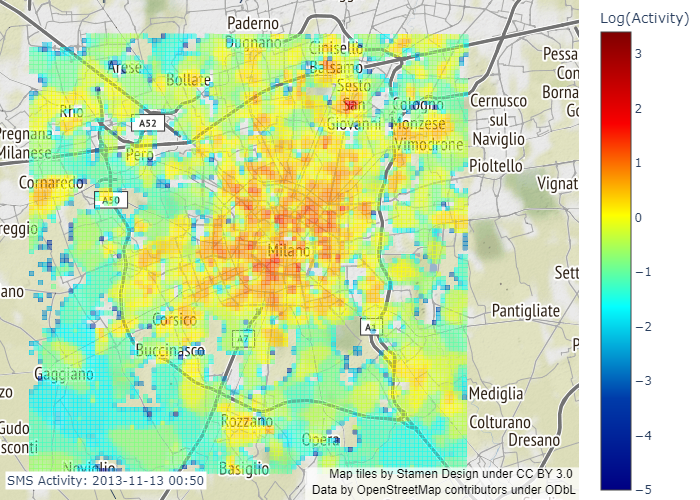 Log(Activity)
Paderno
Dugnano
Cinisello
Balsamo
Pessa
Con
Borna
Go
Arese
Bollate
Sesto
San
Giovanni
Cologno
Monzese
Cernusco
sul
Naviglio
Rho
A52
Pregnana
Milanese
Pero
Vimodrone
Pioltello
Cornaredo
A50
Vignat
reggio
Milano
Sett
ano
Pantigliate
Corsico
A7
A1
P
Buccinasco
Gaggiano
zo
Mediglia
Gudo
sconti
Rozzano
Opera
Colturano
Dresano
Noviglio
Basiglio
SMS Activity: 2013-11-13 00:50
Map tiles by Stamen Design under CC BY 3.0
Data by OpenStreetMap contributors under ODbL
3
2
1
0
−1
−2
−3
−4
−5